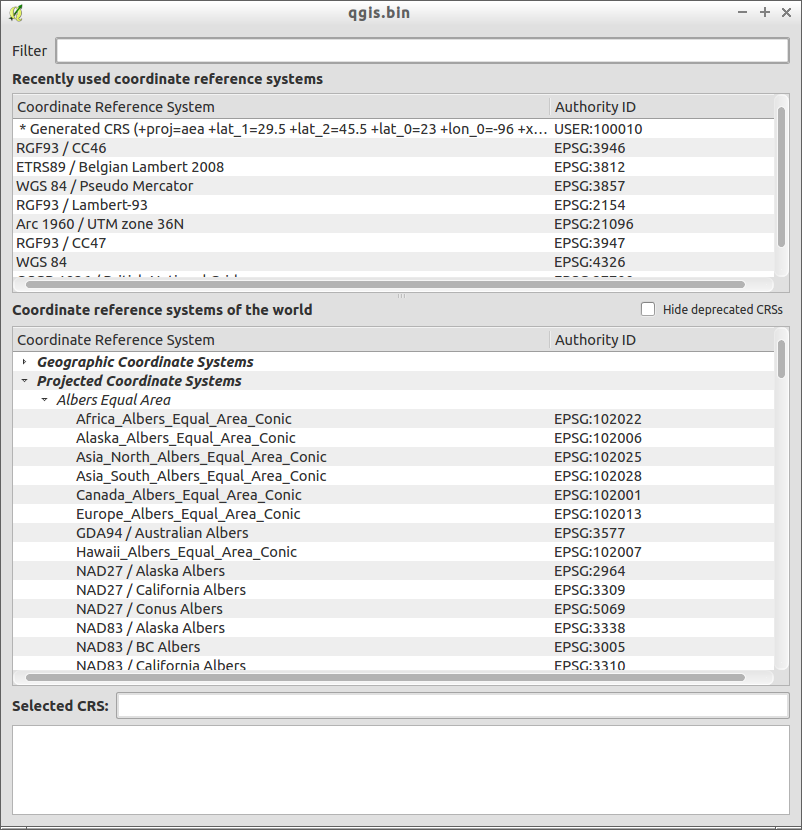 qgis.bin
Filter
Recently used coordinate reference systems
Coordinate Reference System Authority ID
* Generated CRS (+proj=aea +lat_1=29.5 +lat_2=45.5 +lat_0=23 +lon_0=-96 +x... USER:100010
RGF93 / CC46 EPSG:3946
ETRS89 / Belgian Lambert 2008 EPSG:3812
WGS 84 / Pseudo Mercator EPSG:3857
RGF93 / Lambert-93 EPSG:2154
Arc 1960 / UTM zone 36N EPSG:21096
RGF93 / CC47 EPSG:3947
WGS 84 EPSG:4326
Coordinate reference systems of the world Hide deprecated CRSs
Coordinate Reference System Authority ID
Geographic Coordinate Systems
Projected Coordinate Systems
Albers Equal Area
Africa_Albers_Equal_Area_Conic EPSG:102022
Alaska_Albers_Equal_Area_Conic EPSG:102006
Asia_North_Albers_Equal_Area_Conic EPSG:102025
Asia_South_Albers_Equal_Area_Conic EPSG:102028
Canada_Albers_Equal_Area_Conic EPSG:102001
Europe_Albers_Equal_Area_Conic EPSG:102013
GDA94 / Australian Albers EPSG:3577
Hawaii_Albers_Equal_Area_Conic EPSG:102007
NAD27 / Alaska Albers EPSG:2964
NAD27 / California Albers EPSG:3309
NAD27 / Conus Albers EPSG:5069
NAD83 / Alaska Albers EPSG:3338
NAD83 / BC Albers EPSG:3005
NAD83 / California Albers EPSG:3310
Selected CRS: